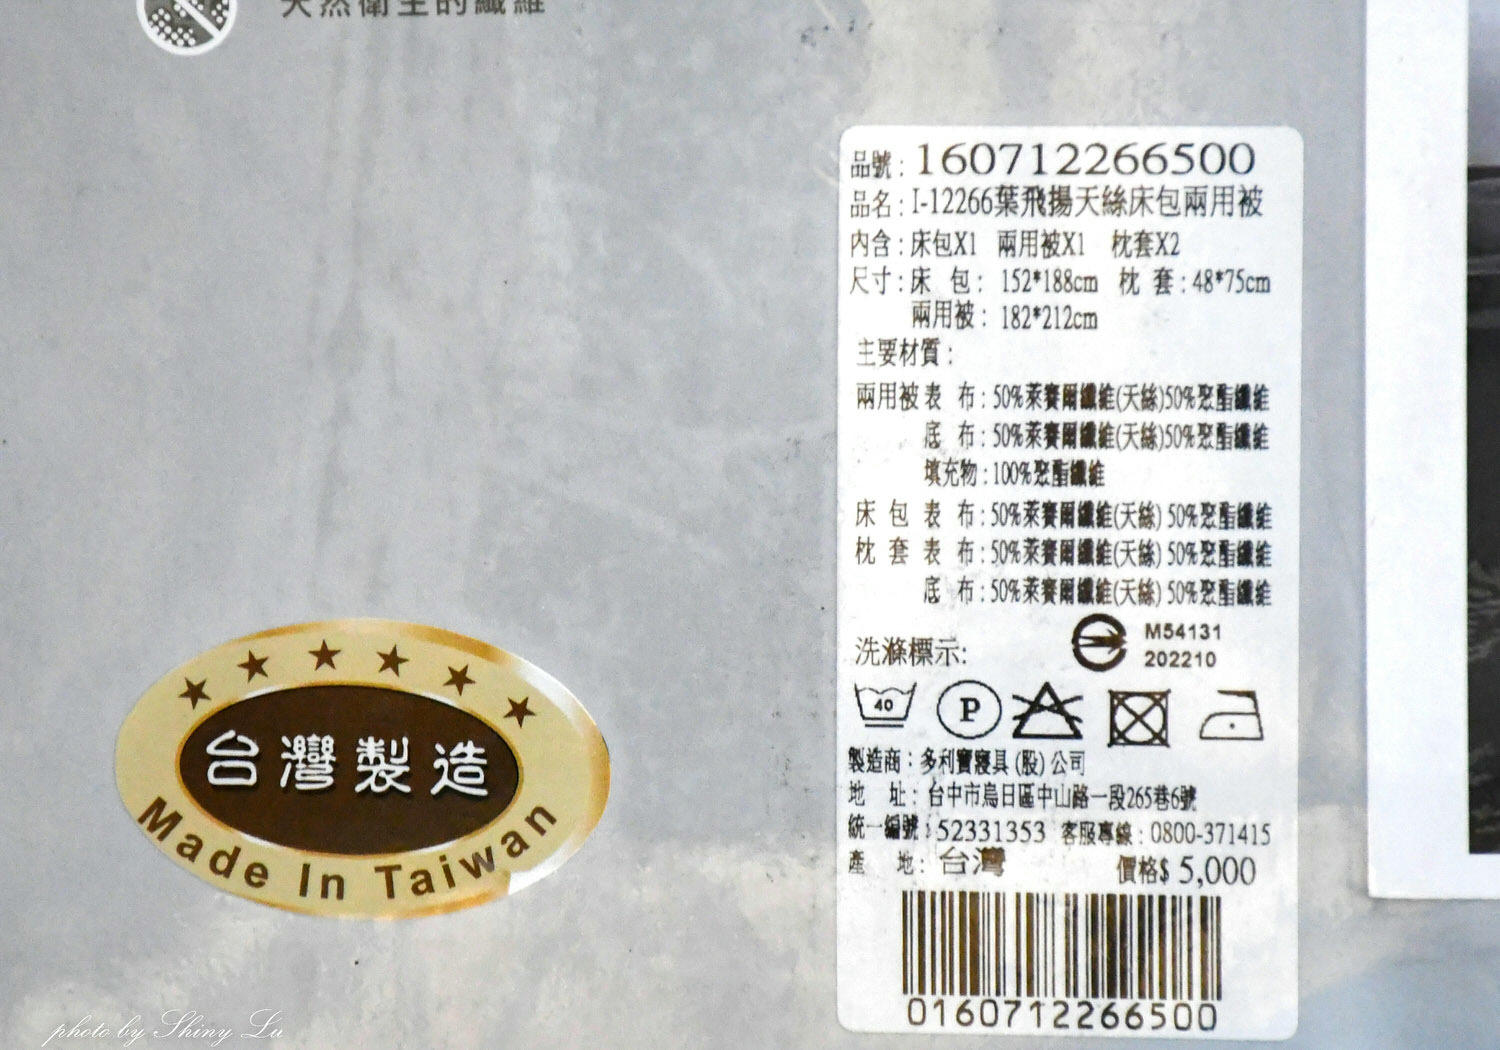 天然衛生的纖維
品號: 160712266500
品名: I-12266葉飛揚天絲床包兩用被
內含: 床包X1 兩用被X1 枕套X2
尺寸: 床 包: 152*188cm 枕 套: 48*75cm
兩用被: 182*212cm
主要材質:
兩用被表 布: 50%萊賽爾纖維(天絲)50%聚酯纖維
底 布: 50%萊賽爾纖維(天絲)50%聚酯纖維
填充物: 100%聚酯纖維
床 包 表 布: 50%萊賽爾纖維(天絲) 50%聚酯纖維
枕 套 表 布: 50%萊賽爾纖維(天絲) 50%聚酯纖維
底 布: 50%萊賽爾纖維(天絲) 50%聚酯纖維
洗滌標示:
M54131
202210
40
P
製造商: 多利寶寢具(股)公司
地 址: 台中市烏日區中山路一段265巷6號
統一編號: 52331353 客服專線: 0800-371415
產 地: 台灣 價格$ 5,000
0160712266500
台灣製造
Made In Taiwan
photo by Shiny Lu